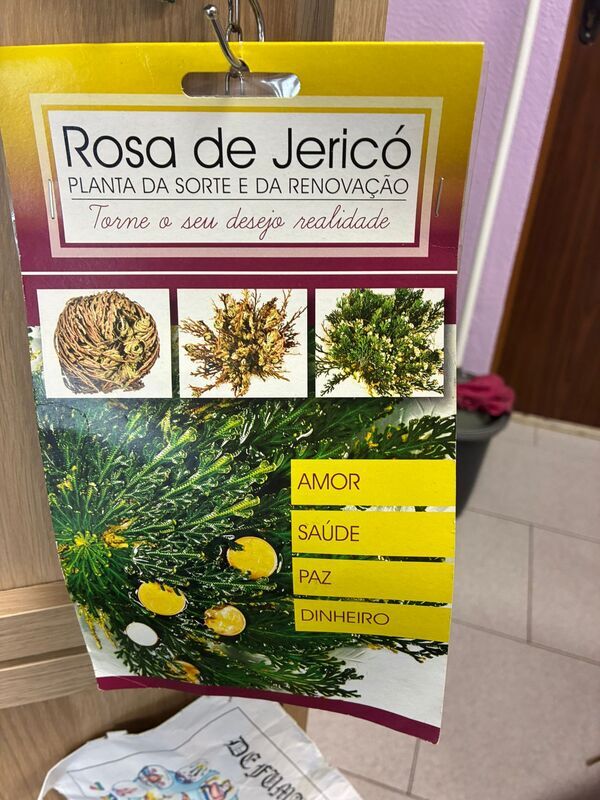 Rosa de Jericó
PLANTA DA SORTE E DA RENOVAÇÃO
Torne o seu desejo realidade
AMOR
SAÚDE
PAZ
DINHEIRO